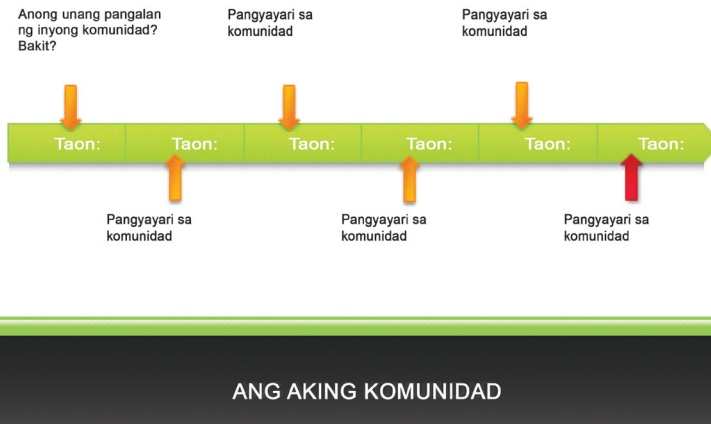 Anong unang pangalan
ng inyong komunidad?
Bakit?
Pangyayari sa
komunidad
Pangyayari sa
komunidad
Taon:
Taon:
Taon:
Taon:
Taon:
Taon:
Pangyayari sa
komunidad
Pangyayari sa
komunidad
Pangyayari sa
komunidad
ANG AKING KOMUNIDAD